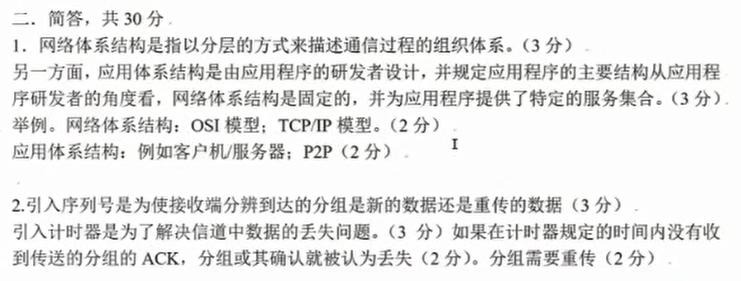 二．简答，共 30 分．
1．网络体系结构是指以分层的方式来描述通信过程的组织体系。（3 分）．
另一方面，应用体系结构是由应用程序的研发者设计，并规定应用程序的主要结构从应用程
序研发者的角度看，网络体系结构是固定的，并为应用程序提供了特定的服务集合。（3 分）．
举例。网络体系结构：OSI 模型；TCP/IP 模型。（2 分）．
应用体系结构：例如客户机/服务器；P2P（2 分）．
2.引入序列号是为使接收端分辨到达的分组是新的数据还是重传的数据（3 分）．
引入计时器是为了解决信道中数据的丢失问题。（3 分）如果在计时器规定的时间内没有收
到传送的分组的 ACK，分组或其确认就被认为丢失（2 分）。分组需要重传（2 分）．